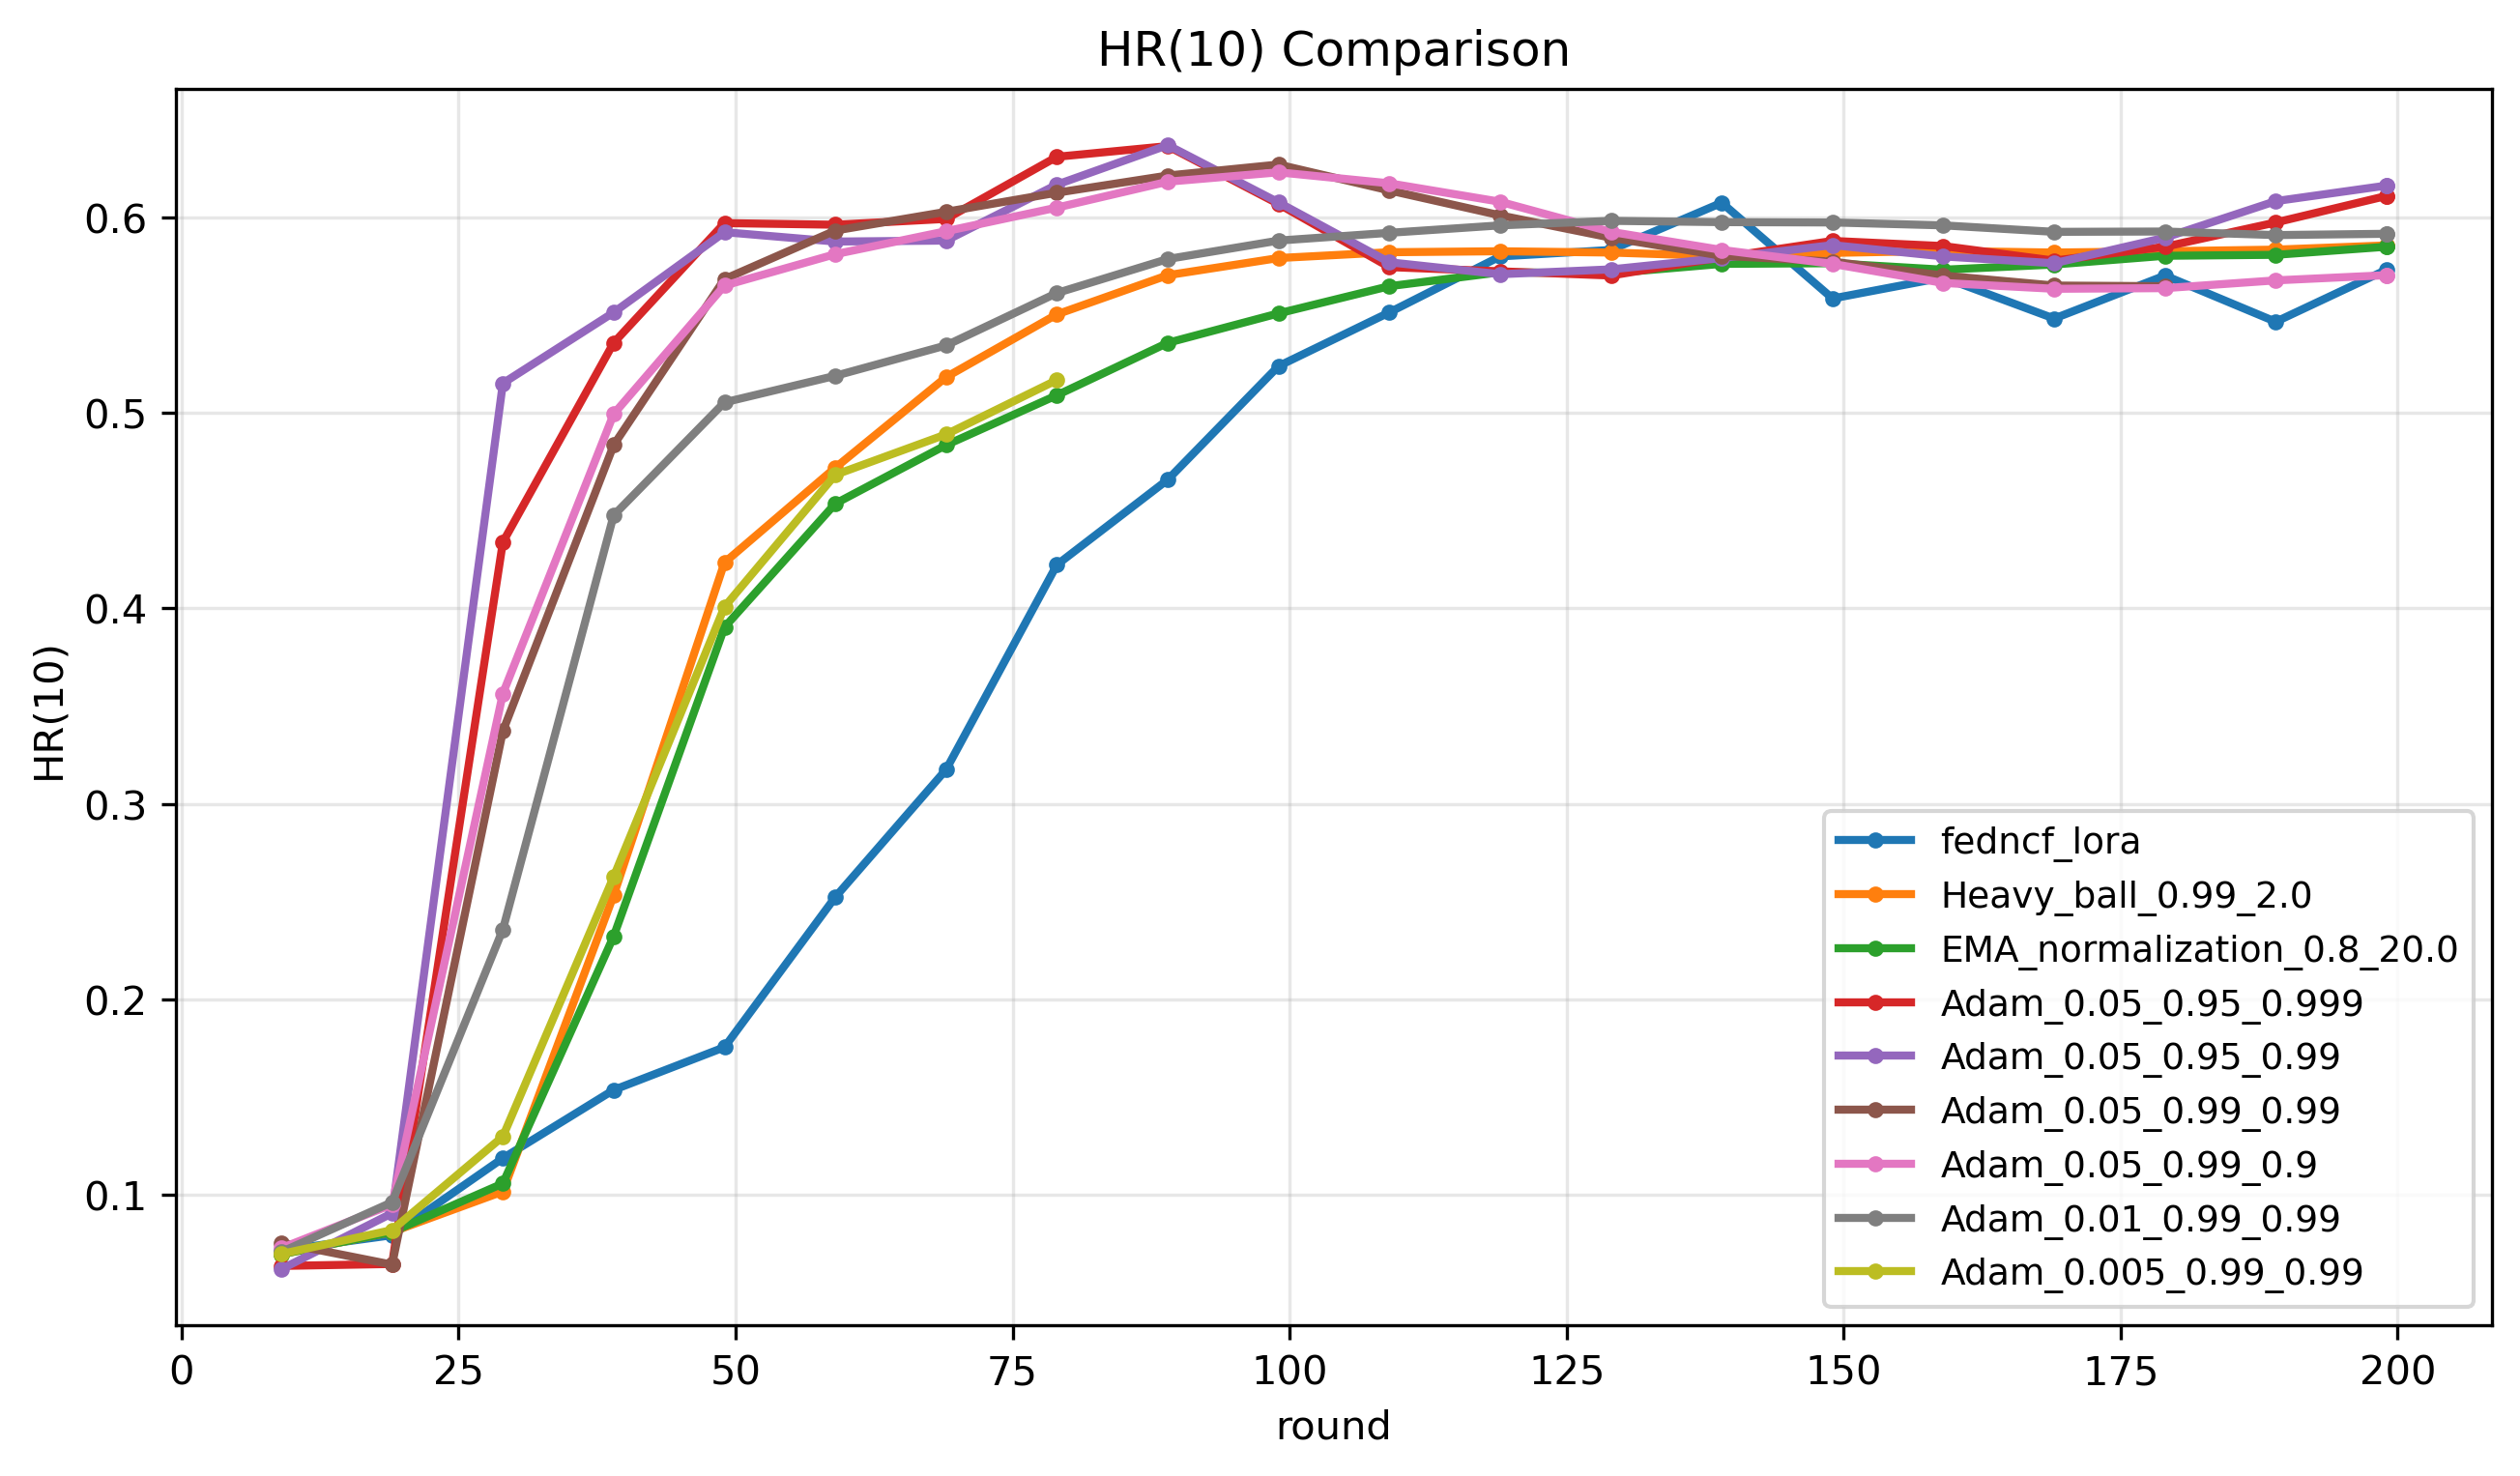 HR(10) Comparison
HR(10)
0.6
0.5
0.4
0.3
0.2
0.1
fedncf_lora
Heavy_ball_0.99_2.0
EMA_normalization_0.8_20.0
Adam_0.05_0.95_0.999
Adam_0.05_0.95_0.99
Adam_0.05_0.99_0.99
Adam_0.05_0.99_0.9
Adam_0.01_0.99_0.99
Adam_0.005_0.99_0.99
0 25 50 75 100 125 150 175 200
round